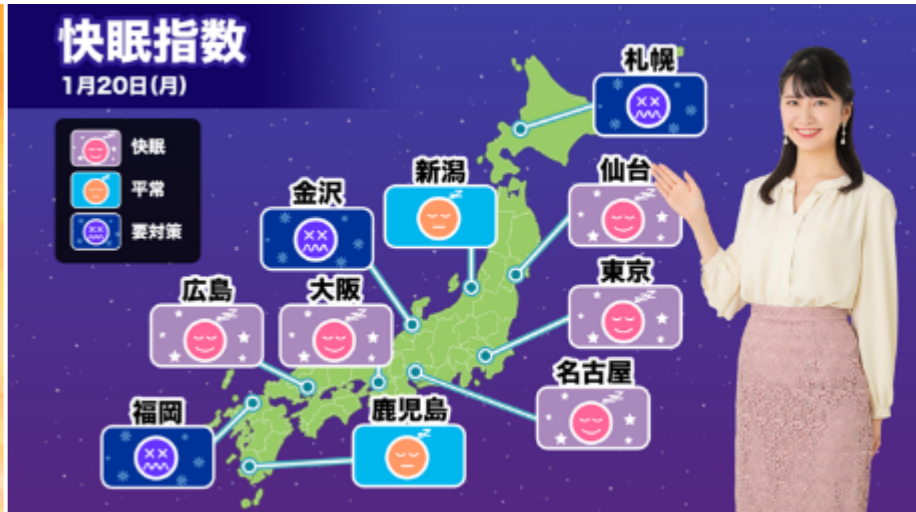 快眠指数
1月20日(月)
快眠
平常
要対策
札幌
仙台
新潟
金沢
東京
広島
大阪
名古屋
福岡
鹿児島